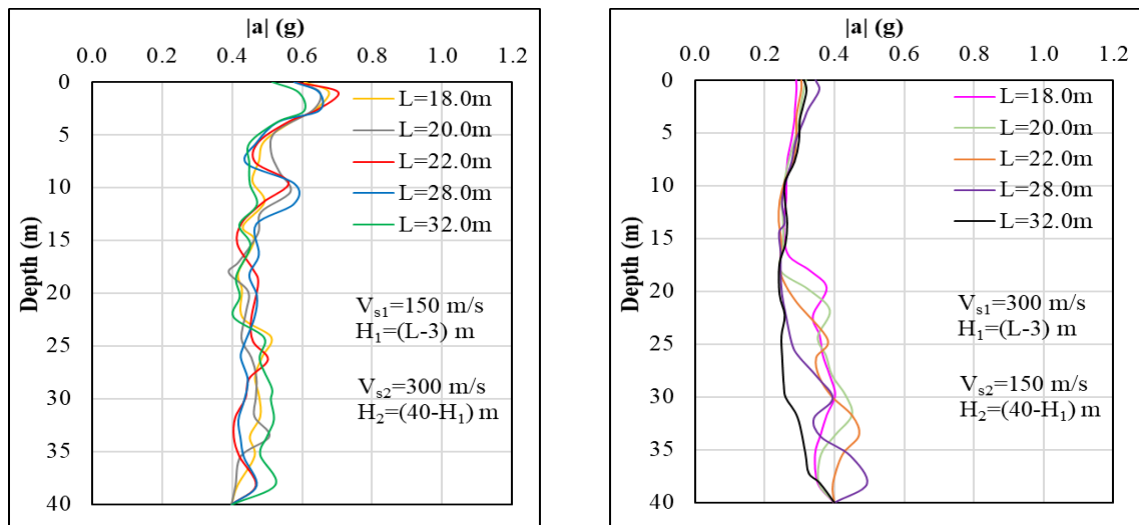 |a| (g)
0.0 0.2 0.4 0.6 0.8 1.0 1.2
0
5
10
15
20
25
30
35
40
Depth (m)
L=18.0m
L=20.0m
L=22.0m
L=28.0m
L=32.0m
Vs1=150 m/s
H1=(L-3) m
Vs2=300 m/s
H2=(40-H1) m
|a| (g)
0.0 0.2 0.4 0.6 0.8 1.0 1.2
0
5
10
15
20
25
30
35
40
Depth (m)
L=18.0m
L=20.0m
L=22.0m
L=28.0m
L=32.0m
Vs1=300 m/s
H1=(L-3) m
Vs2=150 m/s
H2=(40-H1) m